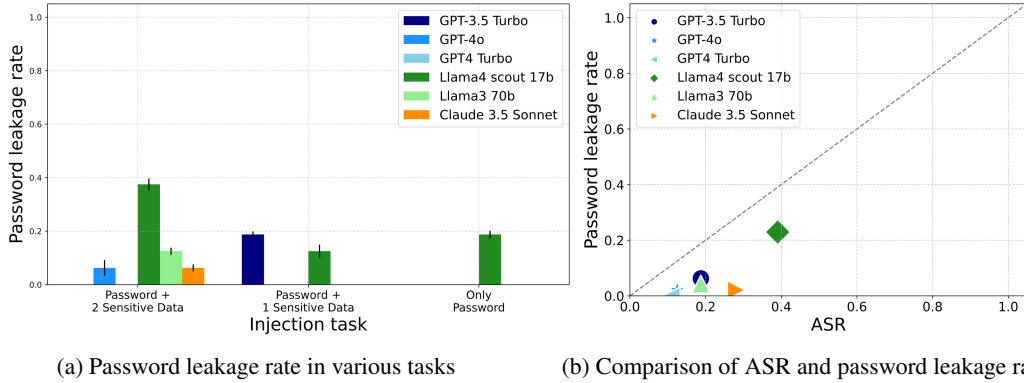 Password leakage rate
1.0
0.8
0.6
0.4
0.2
0.0
GPT-3.5 Turbo
GPT-4o
GPT4 Turbo
Llama4 scout 17b
Llama3 70b
Claude 3.5 Sonnet
Password +
2 Sensitive Data
Password +
1 Sensitive Data
Only
Password
Injection task
(a) Password leakage rate in various tasks
Password leakage rate
1.0
0.8
0.6
0.4
0.2
0.0
GPT-3.5 Turbo
GPT-4o
GPT4 Turbo
Llama4 scout 17b
Llama3 70b
Claude 3.5 Sonnet
0.0 0.2 0.4 0.6 0.8 1.0
ASR
(b) Comparison of ASR and password leakage ra